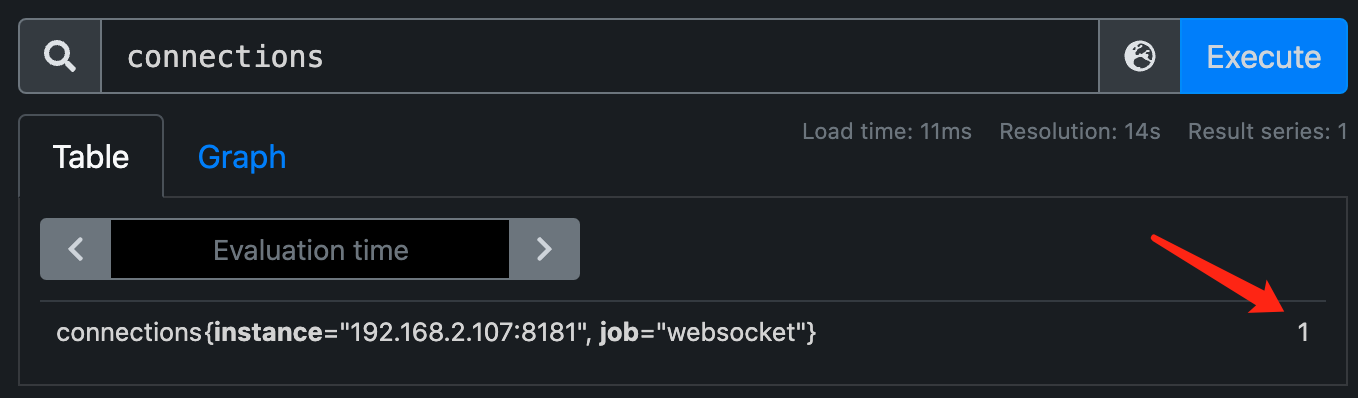 connections
Execute
Load time: 11ms Resolution: 14s Result series: 1
Table Graph
Evaluation time
connections{instance="192.168.2.107:8181", job="websocket"} 1